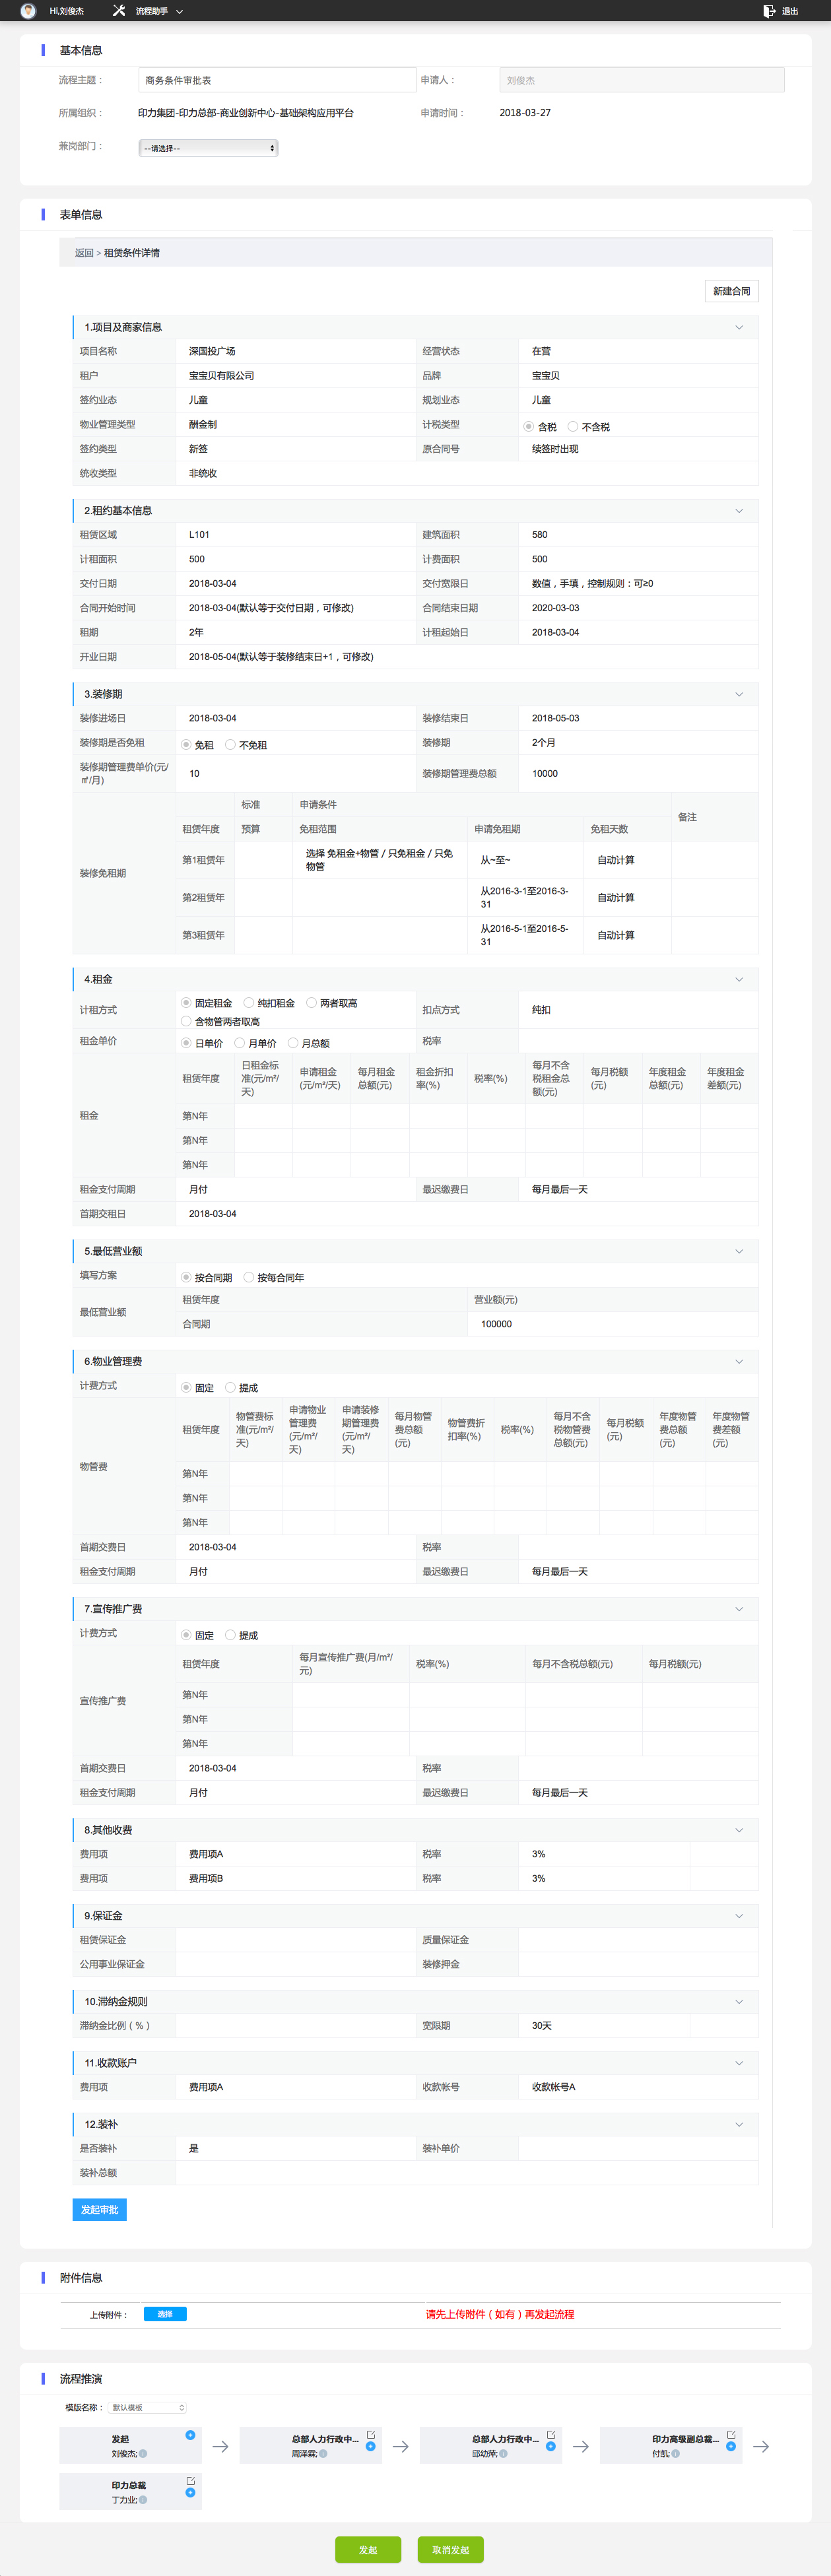 Hi,刘俊杰 流程助手 退出
基本信息
流程主题： 商务条件审批表 申请人： 刘俊杰
所属组织： 印力集团-印力总部-商业创新中心-基础架构应用平台 申请时间： 2018-03-27
兼岗部门： --请选择--
表单信息
返回 > 租赁条件详情
新建合同
1.项目及商家信息
项目名称 深国投广场 经营状态 在营
租户 宝宝贝有限公司 品牌 宝宝贝
签约业态 儿童 规划业态 儿童
物业管理类型 酬金制 计税类型 含税 不含税
签约类型 新签 原合同号 续签时出现
统收类型 非统收
2.租约基本信息
租赁区域 L101 建筑面积 580
计租面积 500 计费面积 500
交付日期 2018-03-04 交付宽限日 数值，手填，控制规则：可≥0
合同开始时间 2018-03-04(默认等于交付日期，可修改) 合同结束日期 2020-03-03
租期 2年 计租起始日 2018-03-04
开业日期 2018-05-04(默认等于装修结束日+1，可修改)
3.装修期
装修进场日 2018-03-04 装修结束日 2018-05-03
装修期是否免租 免租 不免租 装修期 2个月
装修期管理费单价(元/
㎡/月) 10 装修期管理费总额 10000
标准 申请条件 备注
租赁年度 预算 免租范围 申请免租期 免租天数
装修免租期
第1租赁年 选择 免租金+物管 / 只免租金 / 只免
物管 从~至~ 自动计算
第2租赁年 从2016-3-1至2016-3-
31 自动计算
第3租赁年 从2016-5-1至2016-5-
31 自动计算
4.租金
计租方式 固定租金 纯扣租金 两者取高
含物管两者取高 扣点方式 纯扣
租金单价 日单价 月单价 月总额 税率
租金
租赁年度 日租金标
准(元/m²/
天) 申请租金
(元/m²/天) 每月租金
总额(元) 租金折扣
率(%) 税率(%) 每月不含
税租金总
额(元) 每月税额
(元) 年度租金
总额(元) 年度租金
差额(元)
第N年
第N年
第N年
租金支付周期 月付 最迟缴费日 每月最后一天
首期交租日 2018-03-04
5.最低营业额
填写方案 按合同期 按每合同年
最低营业额 租赁年度 营业额(元)
合同期 100000
6.物业管理费
计费方式 固定 提成
物管费
租赁年度 物管费标
准(元/m²/
天) 申请物业
管理费
(元/m²/
天) 申请装修
期管理费
(元/m²/
天) 每月物管
费总额
(元) 物管费折
扣率(%) 税率(%) 每月不含
税物管费
总额(元) 每月税额
(元) 年度物管
费总额
(元) 年度物管
费差额
(元)
第N年
第N年
第N年
首期交费日 2018-03-04 税率
租金支付周期 月付 最迟缴费日 每月最后一天
7.宣传推广费
计费方式 固定 提成
宣传推广费
租赁年度 每月宣传推广费(月/m²/
元) 税率(%) 每月不含税总额(元) 每月税额(元)
第N年
第N年
第N年
首期交费日 2018-03-04 税率
租金支付周期 月付 最迟缴费日 每月最后一天
8.其他收费
费用项 费用项A 税率 3%
费用项 费用项B 税率 3%
9.保证金
租赁保证金 质量保证金
公用事业保证金 装修押金
10.滞纳金规则
滞纳金比例（%） 宽限期 30天
11.收款账户
费用项 费用项A 收款帐号 收款帐号A
12.装补
是否装补 是 装补单价
装补总额
发起审批
附件信息
上传附件： 选择 请先上传附件（如有）再发起流程
流程推演
模版名称： 默认模板
发起 总部人力行政中... 总部人力行政中... 印力高级副总裁...
刘俊杰; 周泽霖; 邱幼萍; 付凯;
印力总裁
丁力业;
发起 取消发起